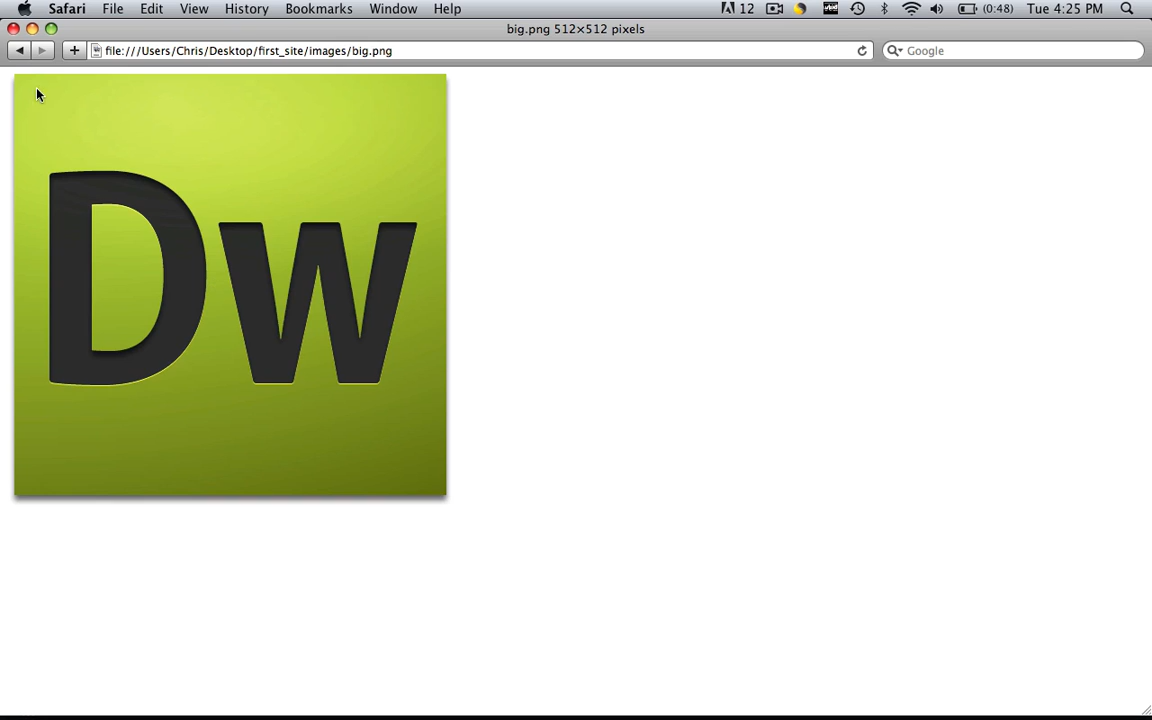 Safari File Edit View History Bookmarks Window Help 12 (0:48) Tue 4:25 PM
big.png 512×512 pixels
file:///Users/Chris/Desktop/first_site/images/big.png Google
Dw